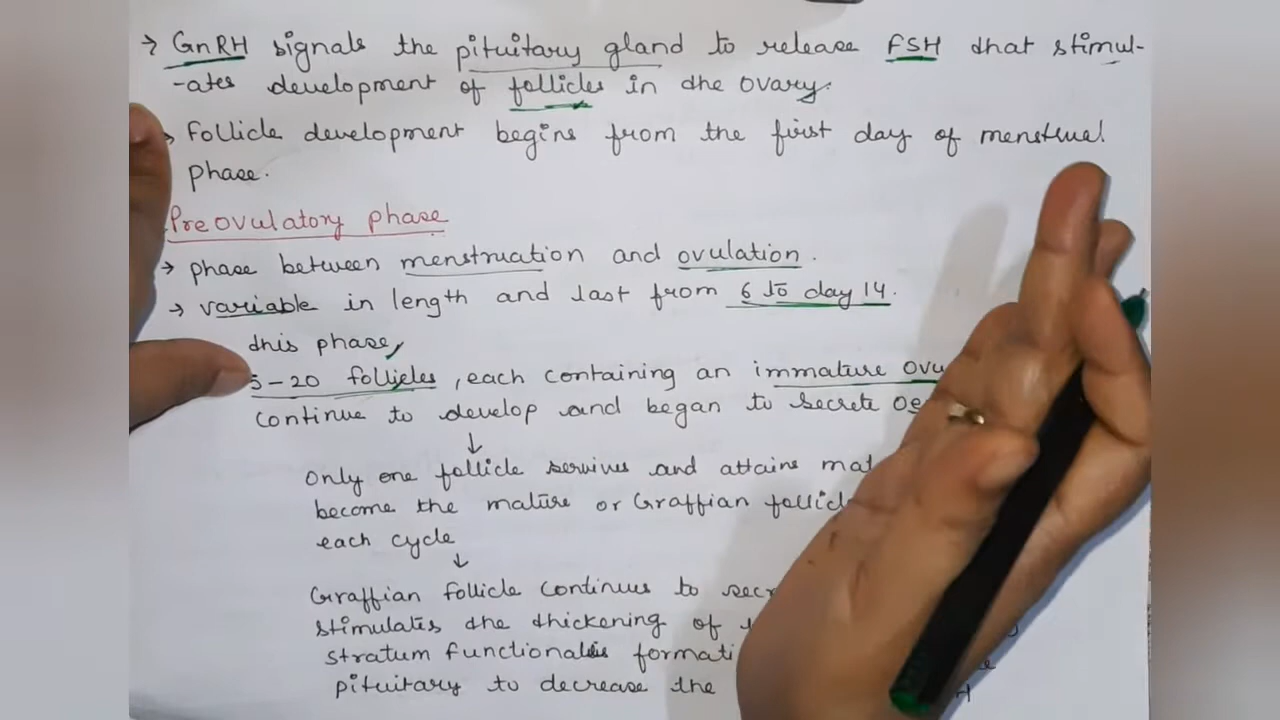 → GnRH signals the pituitary gland to release FSH that stimul-
-ates development of follicles in the ovary.
Follicle development begins from the first day of menstrual
phase.
Preovulatory phase
→ phase between menstruation and ovulation.
→ variable in length and last from 6 to day 14.
this phase,
5-20 follicles, each containing an immature
continue to develop and began to secrete
↓
Only one follicle servives and attains
become the mature or Graffian
each cycle
↓
Graffian follicle continues to
stimulates the thickening of
stratum functionalis
pituitary to decrease the